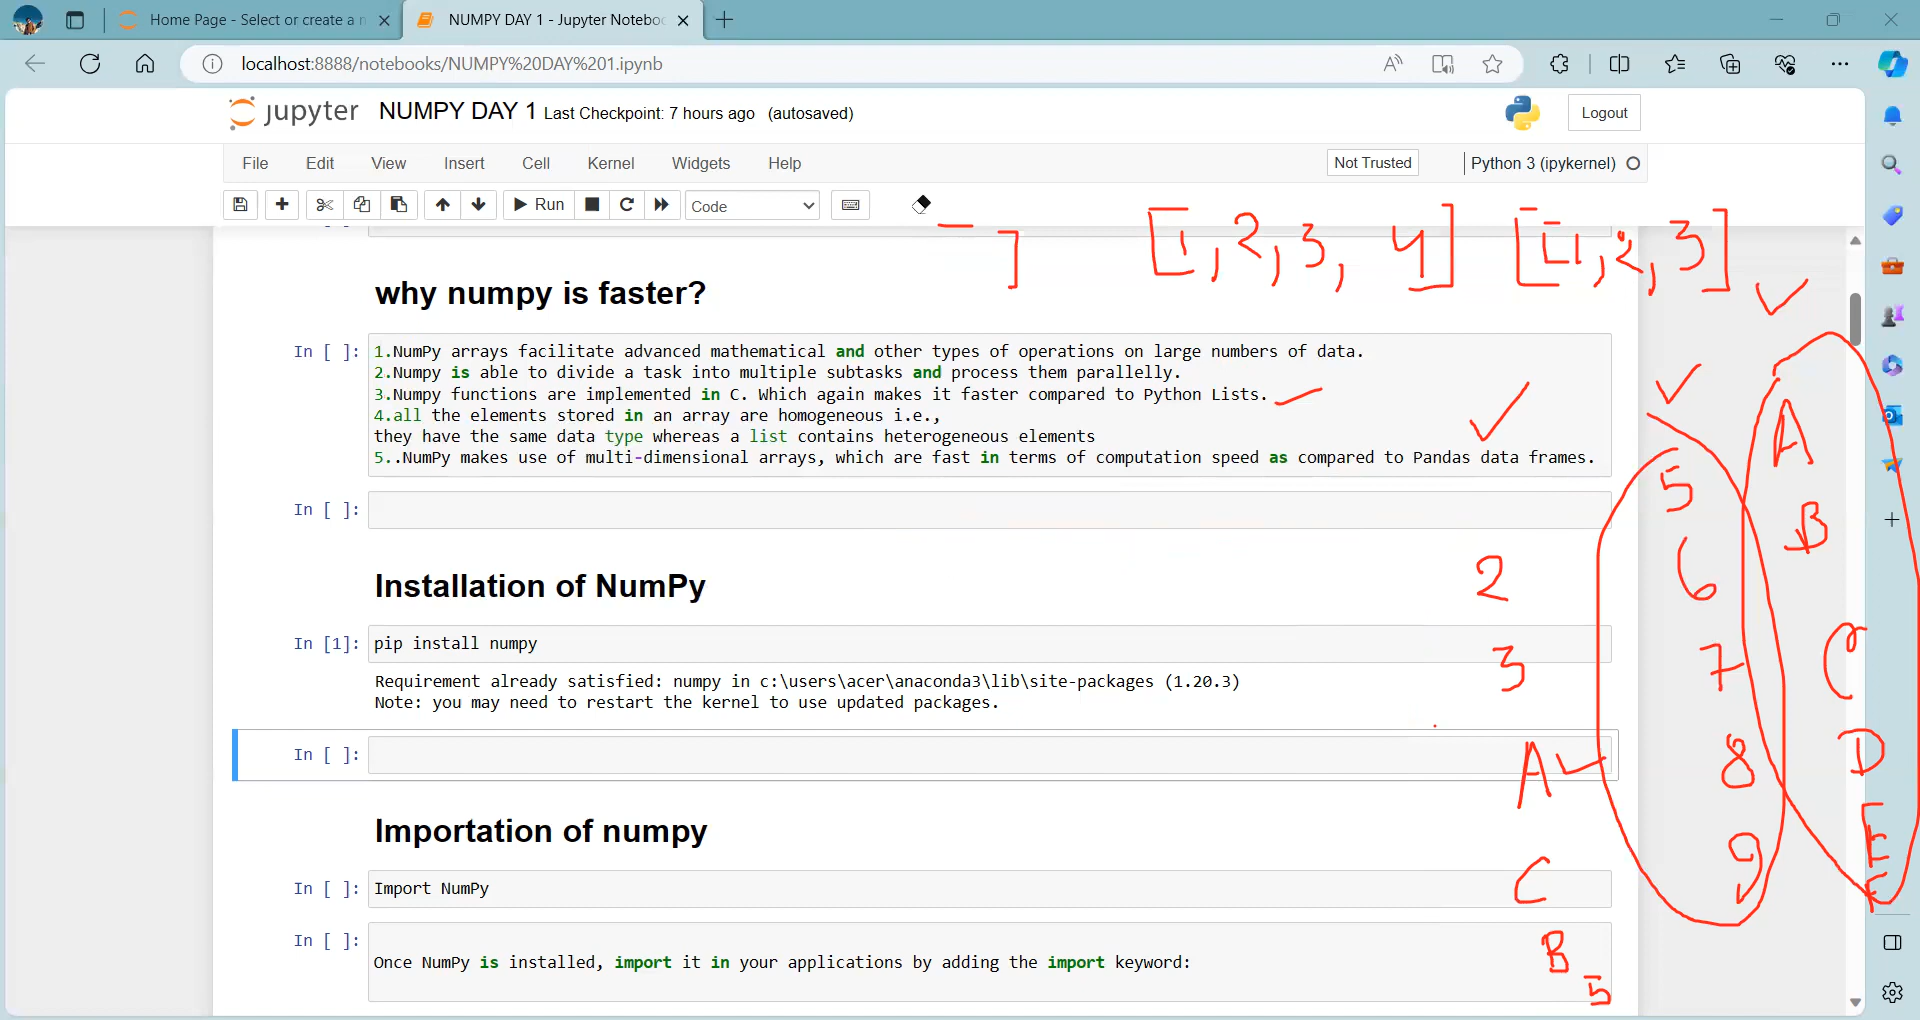 Home Page - Select or create a n
NUMPY DAY 1 - Jupyter Notebo
localhost:8888/notebooks/NUMPY%20DAY%201.ipynb
jupyter NUMPY DAY 1 Last Checkpoint: 7 hours ago (autosaved)
Logout
File Edit View Insert Cell Kernel Widgets Help
Not Trusted
Python 3 (ipykernel)
Run
Code
[1,2,3, 4] [[1,2,3]
why numpy is faster?
In [ ]:
1.NumPy arrays facilitate advanced mathematical and other types of operations on large numbers of data.
2.Numpy is able to divide a task into multiple subtasks and process them parallelly.
3.Numpy functions are implemented in C. Which again makes it faster compared to Python Lists.
4.all the elements stored in an array are homogeneous i.e.,
they have the same data type whereas a list contains heterogeneous elements
5..NumPy makes use of multi-dimensional arrays, which are fast in terms of computation speed as compared to Pandas data frames.
In [ ]:
Installation of NumPy
In [1]: pip install numpy
Requirement already satisfied: numpy in c:\users\acer\anaconda3\lib\site-packages (1.20.3)
Note: you may need to restart the kernel to use updated packages.
In [ ]:
Importation of numpy
In [ ]: Import NumPy
In [ ]:
Once NumPy is installed, import it in your applications by adding the import keyword:
2
3
A
C
B
5
5
6
7
8
9
A
B
C
D
E
F